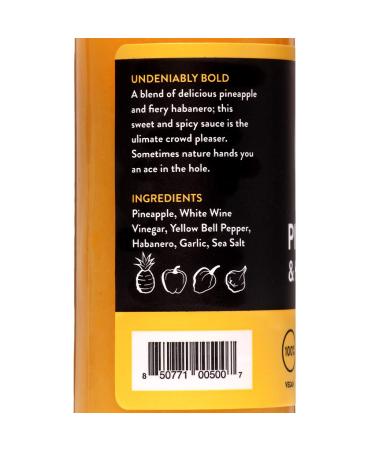 UNDENIABLY BOLD
A blend of delicious pineapple
and fiery habanero; this
sweet and spicy sauce is the
ulimate crowd pleaser.
Sometimes nature hands you
an ace in the hole.
INGREDIENTS
Pineapple, White Wine
Vinegar, Yellow Bell Pepper,
Habanero, Garlic, Sea Salt
P
&
100%
VEGAN
8 50771 00500 7